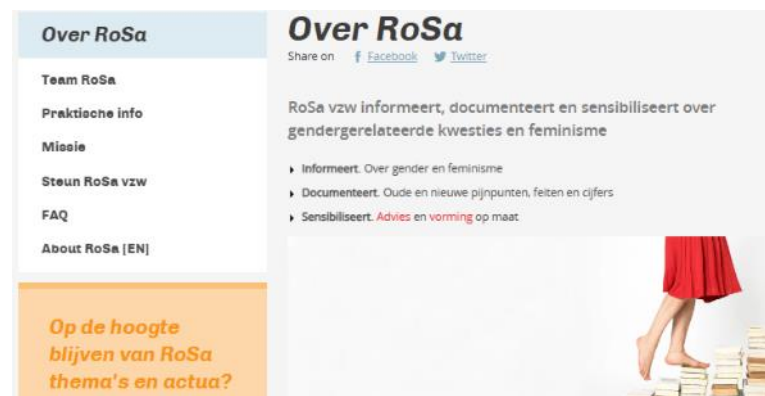 Over RoSa
Team RoSa
Praktische info
Missie
Steun RoSa vzw
FAQ
About RoSa [EN]
Op de hoogte
blijven van RoSa
thema's en actua?
Over RoSa
Share on Facebook Twitter
RoSa vzw informeert, documenteert en sensibiliseert over
gendergerelateerde kwesties en feminisme
Informeert. Over gender en feminisme
Documenteert. Oude en nieuwe pijnpunten, feiten en cijfers
Sensibiliseert. Advies en vorming op maat